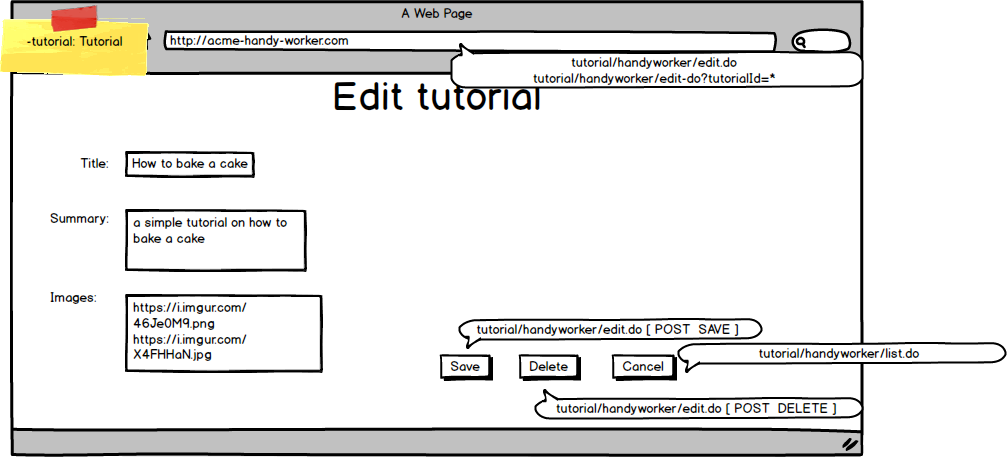 A Web Page
-tutorial: Tutorial
http://acme-handy-worker.com
tutorial/handyworker/edit.do
tutorial/handyworker/edit-do?tutorialId=*
Edit tutorial
Title:
How to bake a cake
Summary:
a simple tutorial on how to
bake a cake
Images:
https://i.imgur.com/
46Je0M9.png
https://i.imgur.com/
X4FHHaN.jpg
tutorial/handyworker/edit.do [ POST SAVE ]
tutorial/handyworker/list.do
Save
Delete
Cancel
tutorial/handyworker/edit.do [ POST DELETE ]